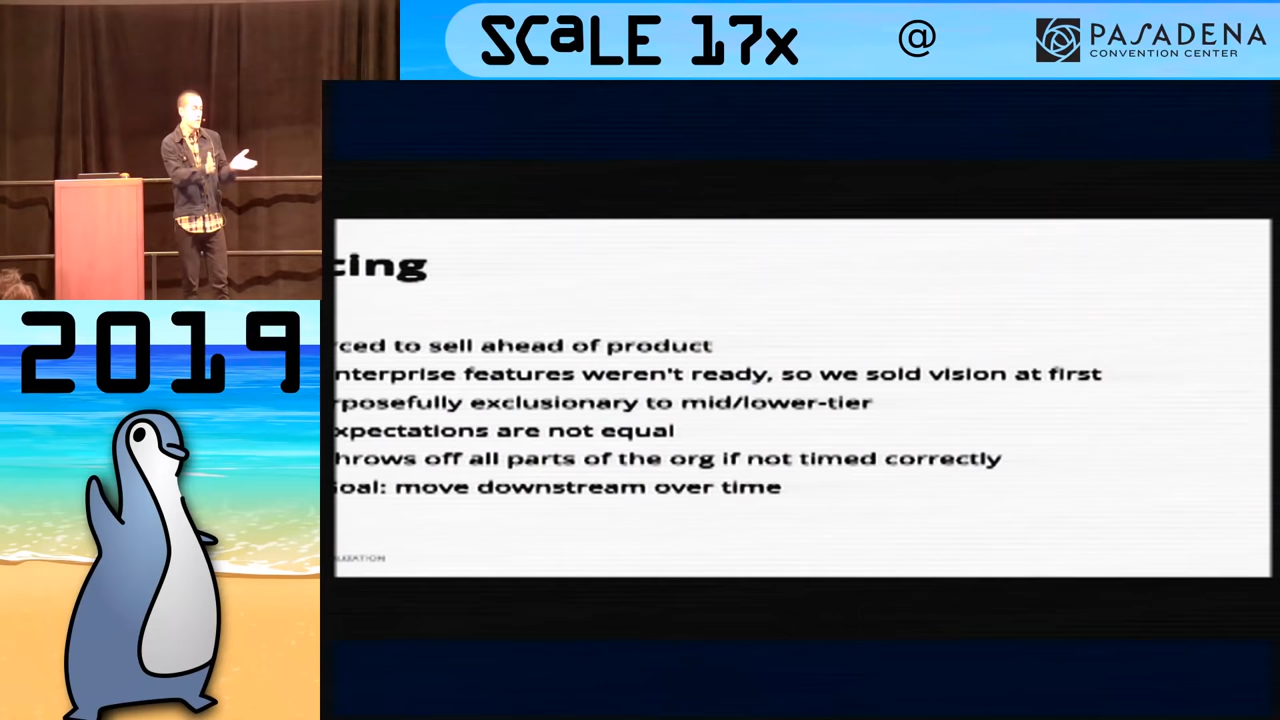 SCaLE 17x @ PASADENA
CONVENTION CENTER
2019
cing
rced to sell ahead of product
nterprise features weren't ready, so we sold vision at first
rposefully exclusionary to mid/lower-tier
xpectations are not equal
hrows off all parts of the org if not timed correctly
oal: move downstream over time
LIZATION